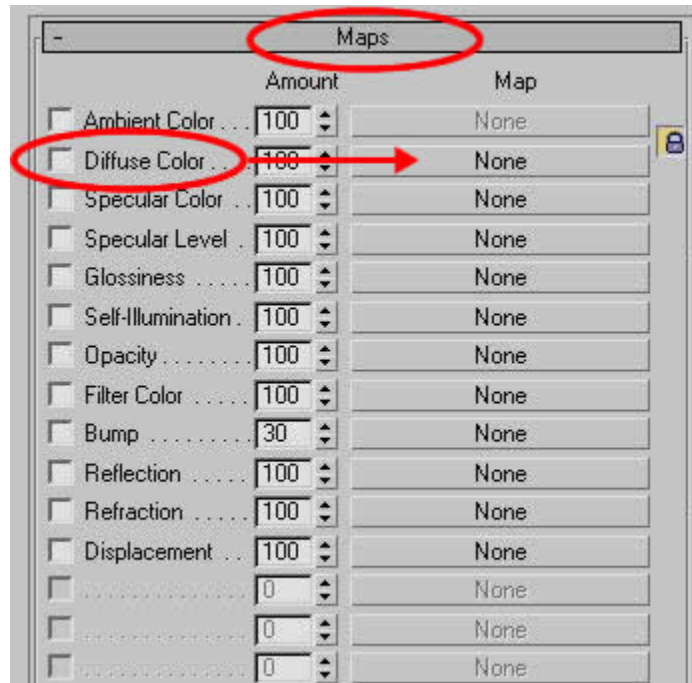 - Maps
Amount Map
Ambient Color . . . 100 None
Diffuse Color . . . . 100 None
Specular Color . . 100 None
Specular Level . 100 None
Glossiness . . . . . 100 None
Self-Illumination . 100 None
Opacity . . . . . . . . 100 None
Filter Color . . . . . 100 None
Bump . . . . . . . . . 30 None
Reflection . . . . . 100 None
Refraction . . . . . 100 None
Displacement . . 100 None
. . . . . . . . . . . . . . . 0 None
. . . . . . . . . . . . . . . 0 None
. . . . . . . . . . . . . . . 0 None